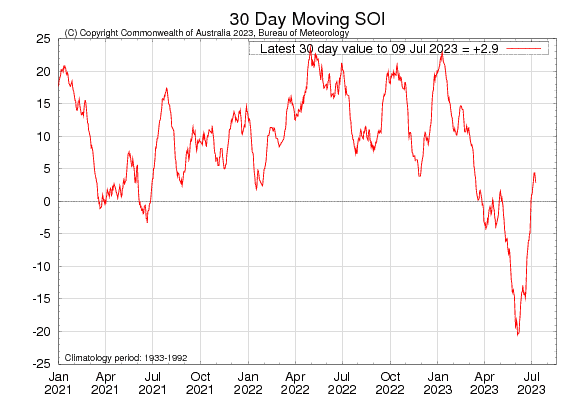 30 Day Moving SOI
(C) Copyright Commonwealth of Australia 2023, Bureau of Meteorology
Latest 30 day value to 09 Jul 2023 = +2.9
25
20
15
10
5
0
-5
-10
-15
-20
-25
Climatology period: 1933-1992
Jan Apr Jul Oct Jan Apr Jul Oct Jan Apr Jul
2021 2021 2021 2021 2022 2022 2022 2022 2023 2023 2023